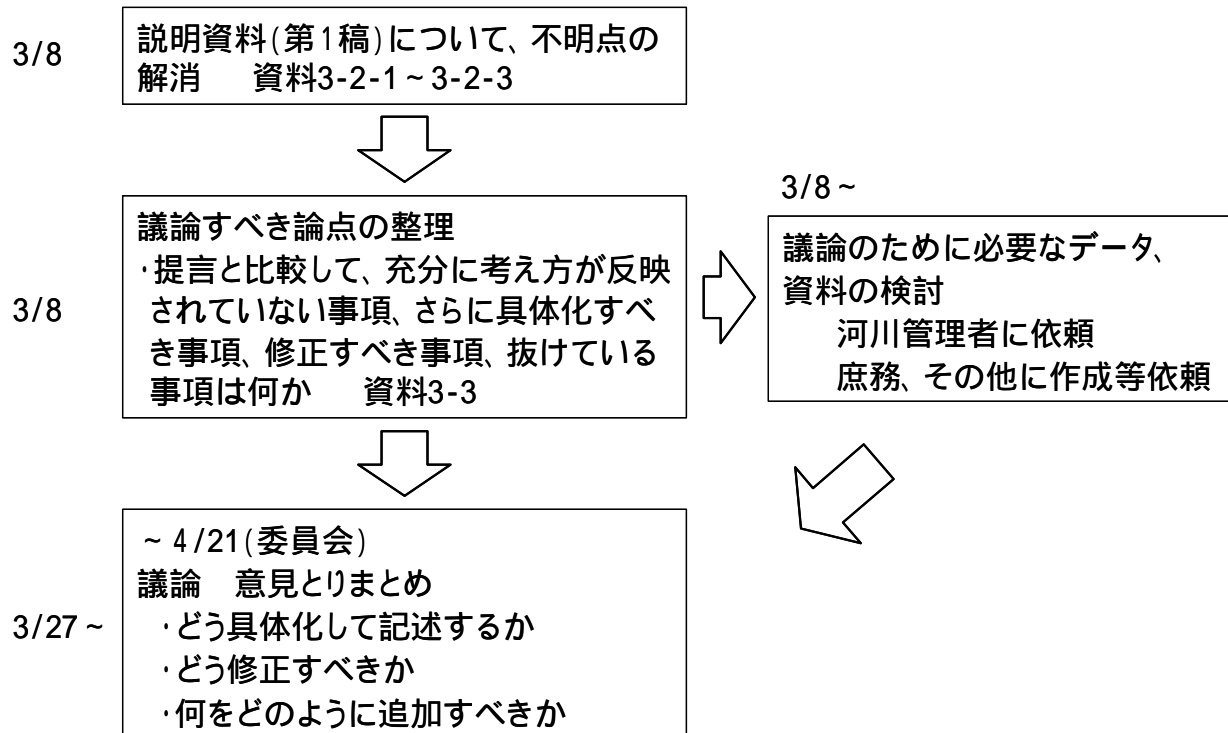 3/8
説明資料(第1稿)について、不明点の
解消　資料3-2-1~3-2-3
3/8
議論すべき論点の整理
・提言と比較して、充分に考え方が反映
されていない事項、さらに具体化すべ
き事項、修正すべき事項、抜けている
事項は何か　資料3-3
3/8~
議論のために必要なデータ、
資料の検討
河川管理者に依頼
庶務、その他に作成等依頼
3/27~
~4/21(委員会)
議論　意見とりまとめ
・どう具体化して記述するか
・どう修正すべきか
・何をどのように追加すべきか